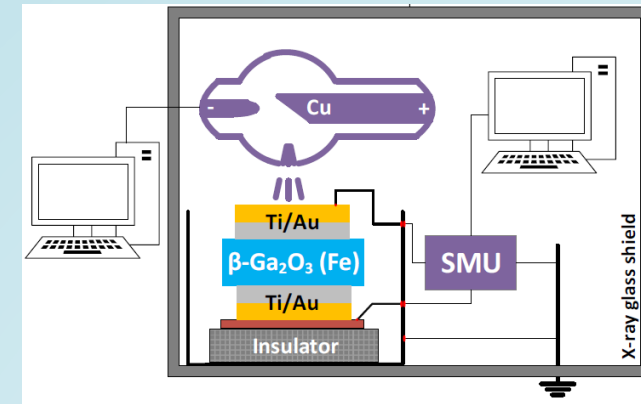 -
Cu
+
Ti/Au
β-Ga₂O₃ (Fe)
Ti/Au
Insulator
SMU
X-ray glass shield